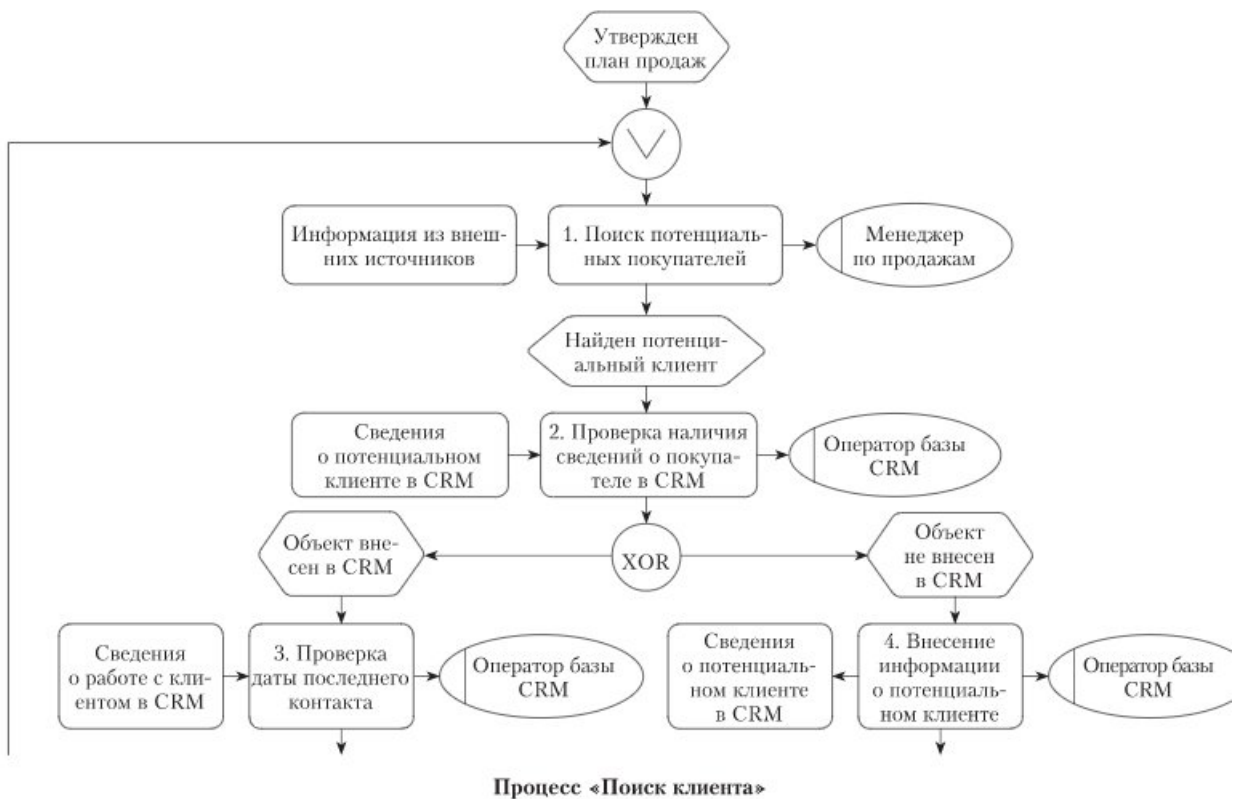 Утвержден
план продаж
Информация из внеш-
них источников
1. Поиск потенциаль-
ных покупателей
Менеджер
по продажам
Найден потенци-
альный клиент
Сведения
о потенциальном
клиенте в CRM
2. Проверка наличия
сведений о покупа-
теле в CRM
Оператор базы
CRM
Объект вне-
сен в CRM
XOR
Объект
не внесен
в CRM
Сведения
о работе с кли-
ентом в CRM
3. Проверка
даты последнего
контакта
Оператор базы
CRM
Сведения
о потенциаль-
ном клиенте
в CRM
4. Внесение
информации
о потенциаль-
ном клиенте
Оператор базы
CRM
Процесс «Поиск клиента»